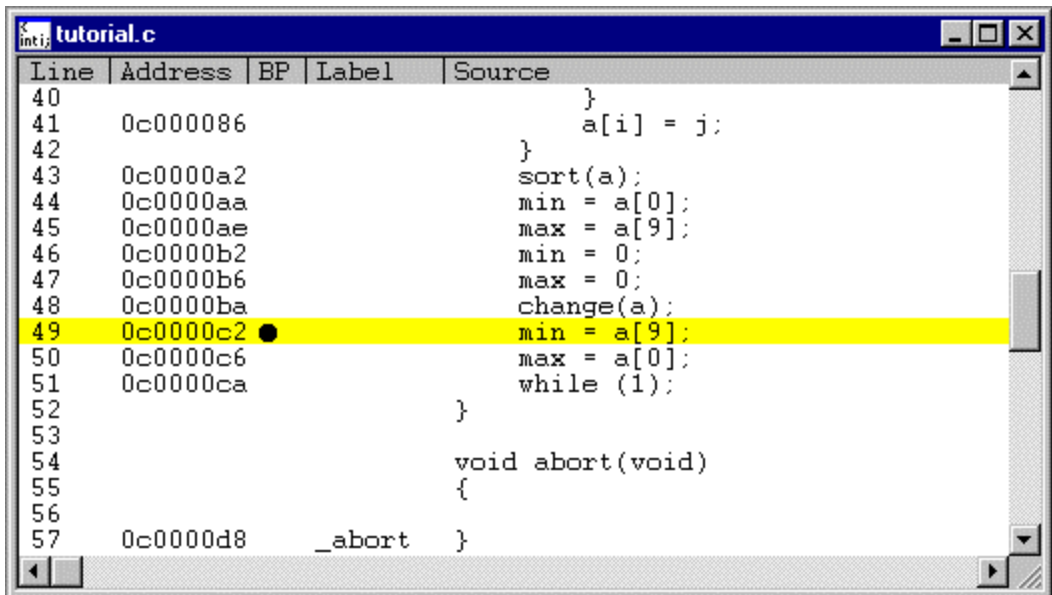 inti; tutorial.c
Line Address BP Label Source
40 }
41 0c000086 a[i] = j;
42 }
43 0c0000a2 sort(a);
44 0c0000aa min = a[0];
45 0c0000ae max = a[9];
46 0c0000b2 min = 0;
47 0c0000b6 max = 0;
48 0c0000ba change(a);
49 0c0000c2 min = a[9];
50 0c0000c6 max = a[0];
51 0c0000ca while (1);
52 }
53
54 void abort(void)
55 {
56
57 0c0000d8 _abort }